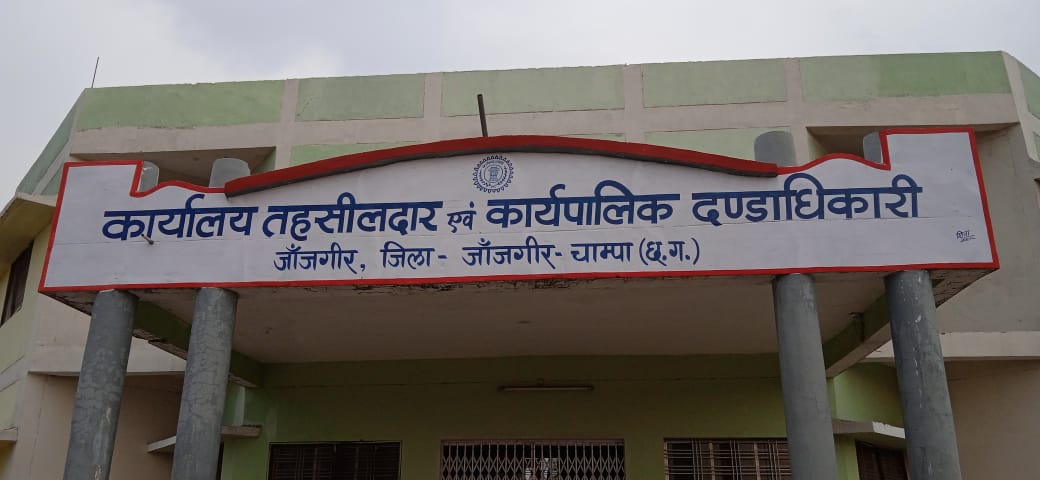 कार्यालय तहसीलदार एवं कार्यपालिक दण्डाधिकारी
जाँजगीर, जिला - जाँजगीर - चाम्पा (छ.ग.)